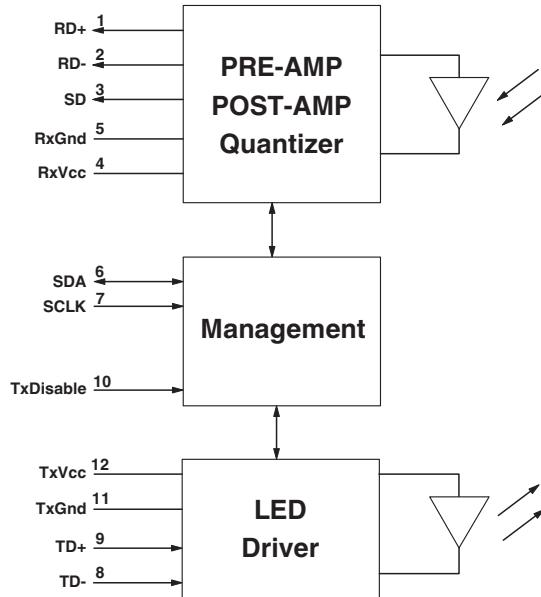 RD+ 1
RD- 2
SD 3
RxGnd 5
RxVcc 4
PRE-AMP
POST-AMP
Quantizer
SDA 6
SCLK 7
TxDisable 10
Management
TxVcc 12
TxGnd 11
TD+ 9
TD- 8
LED
Driver